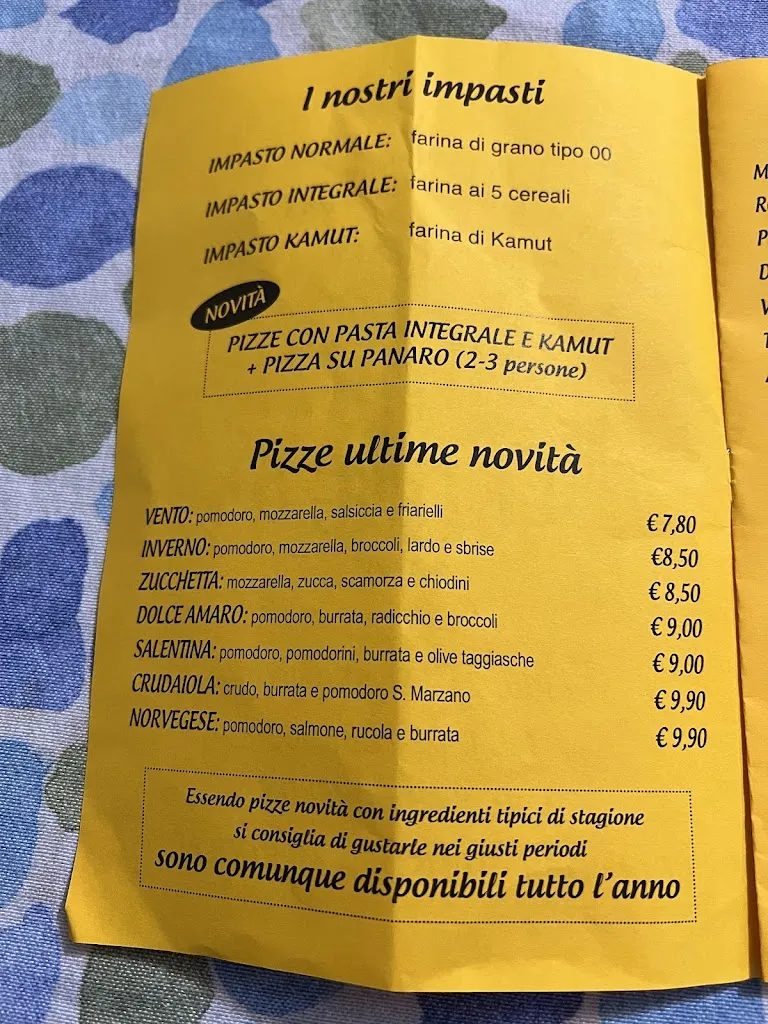 I nostri impasti
IMPASTO NORMALE: farina di grano tipo 00
IMPASTO INTEGRALE: farina ai 5 cereali
IMPASTO KAMUT: farina di Kamut
NOVITÀ
PIZZE CON PASTA INTEGRALE E KAMUT
+ PIZZA SU PANARO (2-3 persone)
Pizze ultime novità
VENTO: pomodoro, mozzarella, salsiccia e friarielli €7,80
INVERNO: pomodoro, mozzarella, broccoli, lardo e sbrise €8,50
ZUCCHETTA: mozzarella, zucca, scamorza e chiodini €8,50
DOLCE AMARO: pomodoro, burrata, radicchio e broccoli €9,00
SALENTINA: pomodoro, pomodorini, burrata e olive taggiasche €9,00
CRUDAIOLA: crudo, burrata e pomodoro S. Marzano €9,90
NORVEGESE: pomodoro, salmone, rucola e burrata €9,90
Essendo pizze novità con ingredienti tipici di stagione
si consiglia di gustarle nei giusti periodi
sono comunque disponibili tutto l'anno